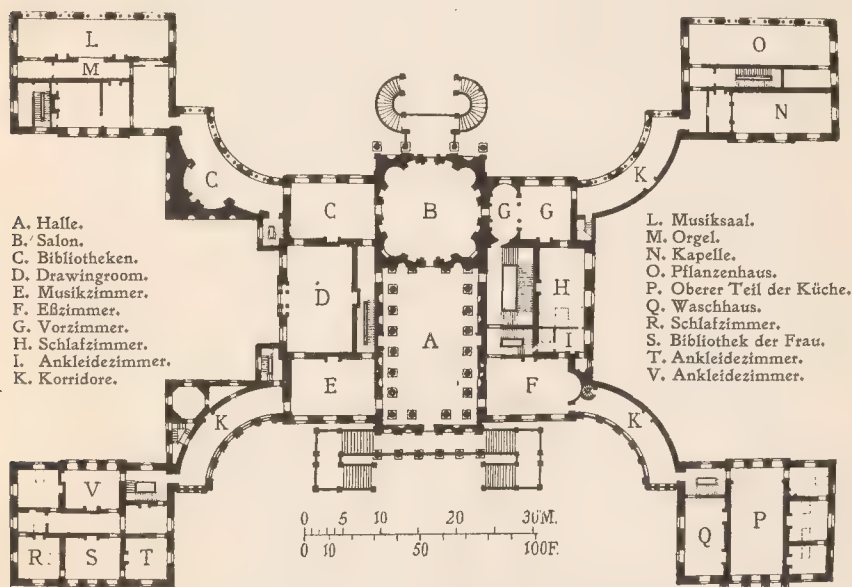 L
O
M
N
C
K
C
B
G
G
A. Halle.
B. Salon.
C. Bibliotheken.
D. Drawingroom.
E. Musikzimmer.
F. Eßzimmer.
G. Vorzimmer.
H. Schlafzimmer.
I. Ankleidezimmer.
K. Korridore.
D
H
A
I
E
F
L. Musiksaal.
M. Orgel.
N. Kapelle.
O. Pflanzenhaus.
P. Oberer Teil der Küche.
Q. Waschhaus.
R. Schlafzimmer.
S. Bibliothek der Frau.
T. Ankleidezimmer.
V. Ankleidezimmer.
K
K
V
R.
S
T
Q
P
0 5 10 20 30M.
0 10 50 100F.